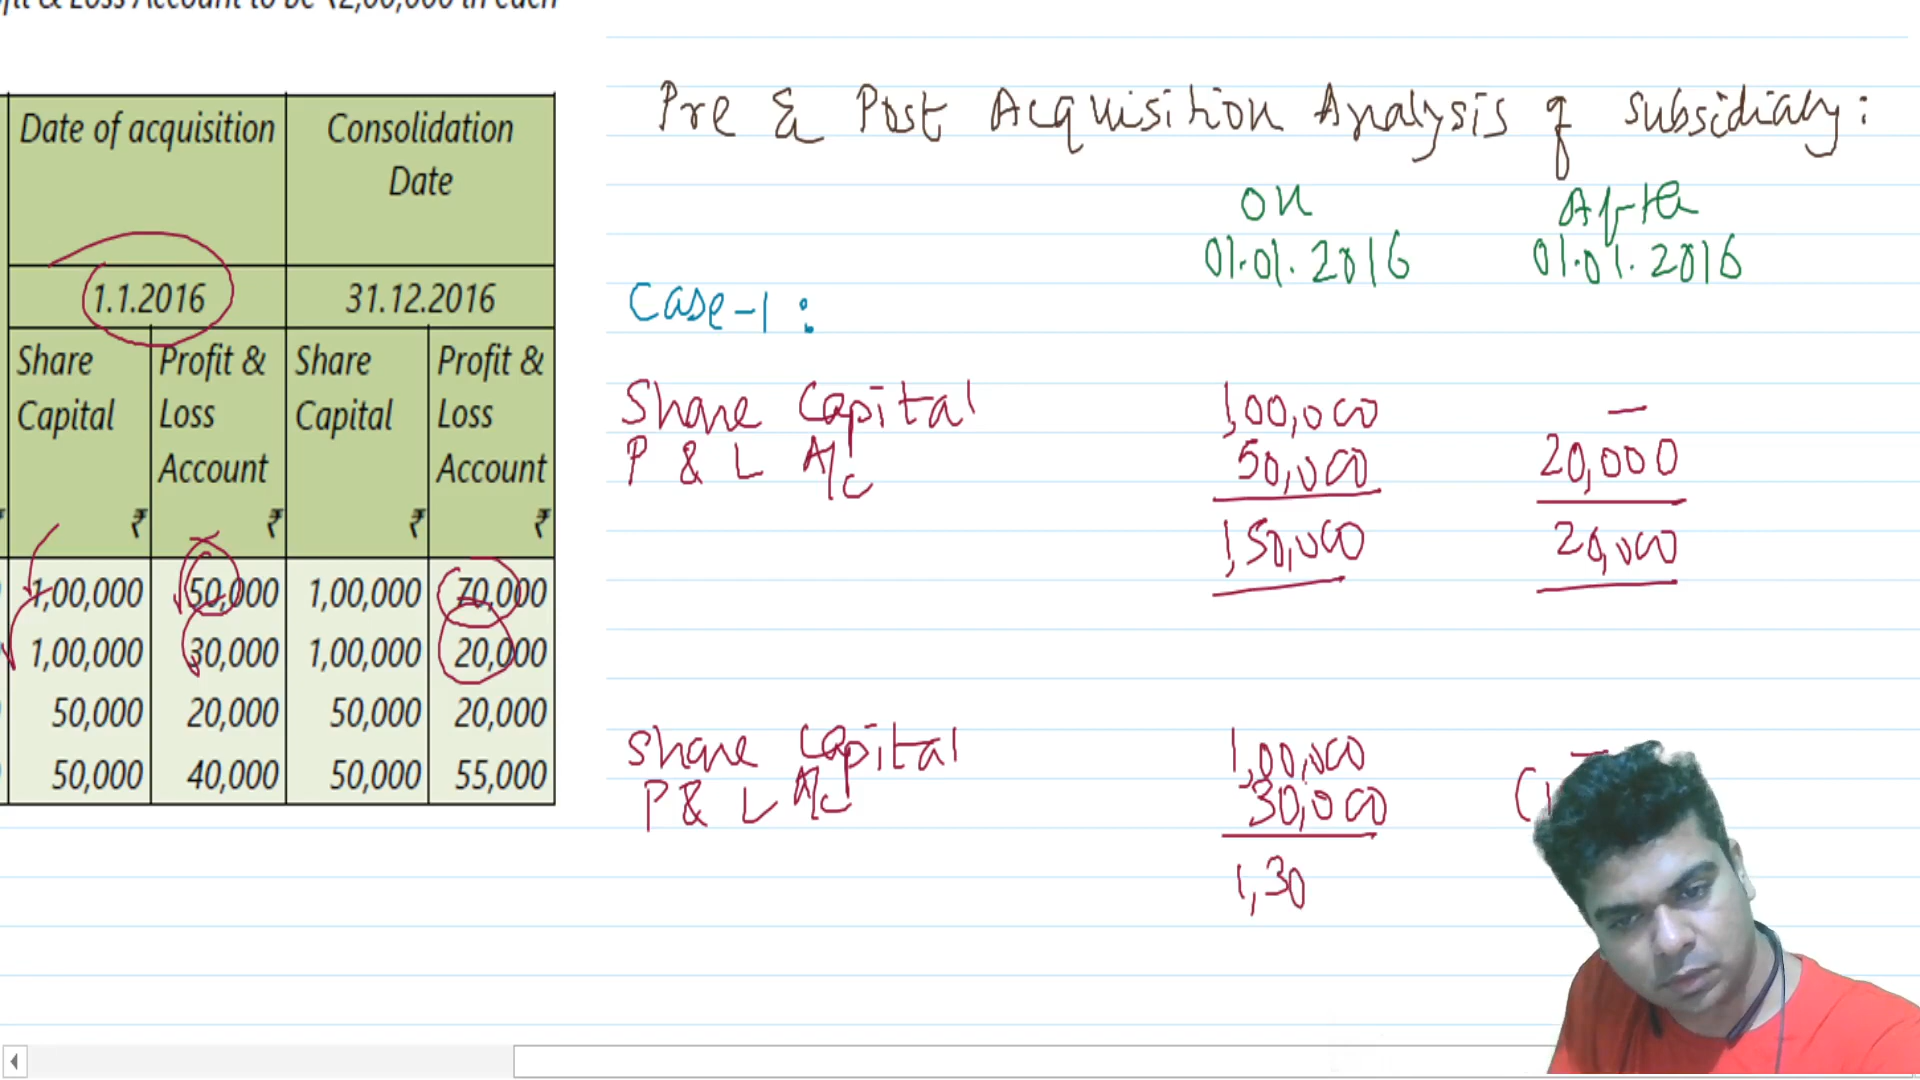 & Loss Account to be ₹2,00,000 in each
Date of acquisition Consolidation Date
1.1.2016 31.12.2016
Share Capital ₹ Profit & Loss Account ₹ Share Capital ₹ Profit & Loss Account ₹
1,00,000 50,000 1,00,000 70,000
1,00,000 30,000 1,00,000 20,000
50,000 20,000 50,000 20,000
50,000 40,000 50,000 55,000
Pre & Post Acquisition Analysis of Subsidiary:
On 01.01.2016 After 01.01.2016
Case-1:
Share Capital 1,00,000 —
P & L A/c 50,000 20,000
1,50,000 20,000
Share Capital 1,00,000 —
P & L A/c 30,000 (1
1,30